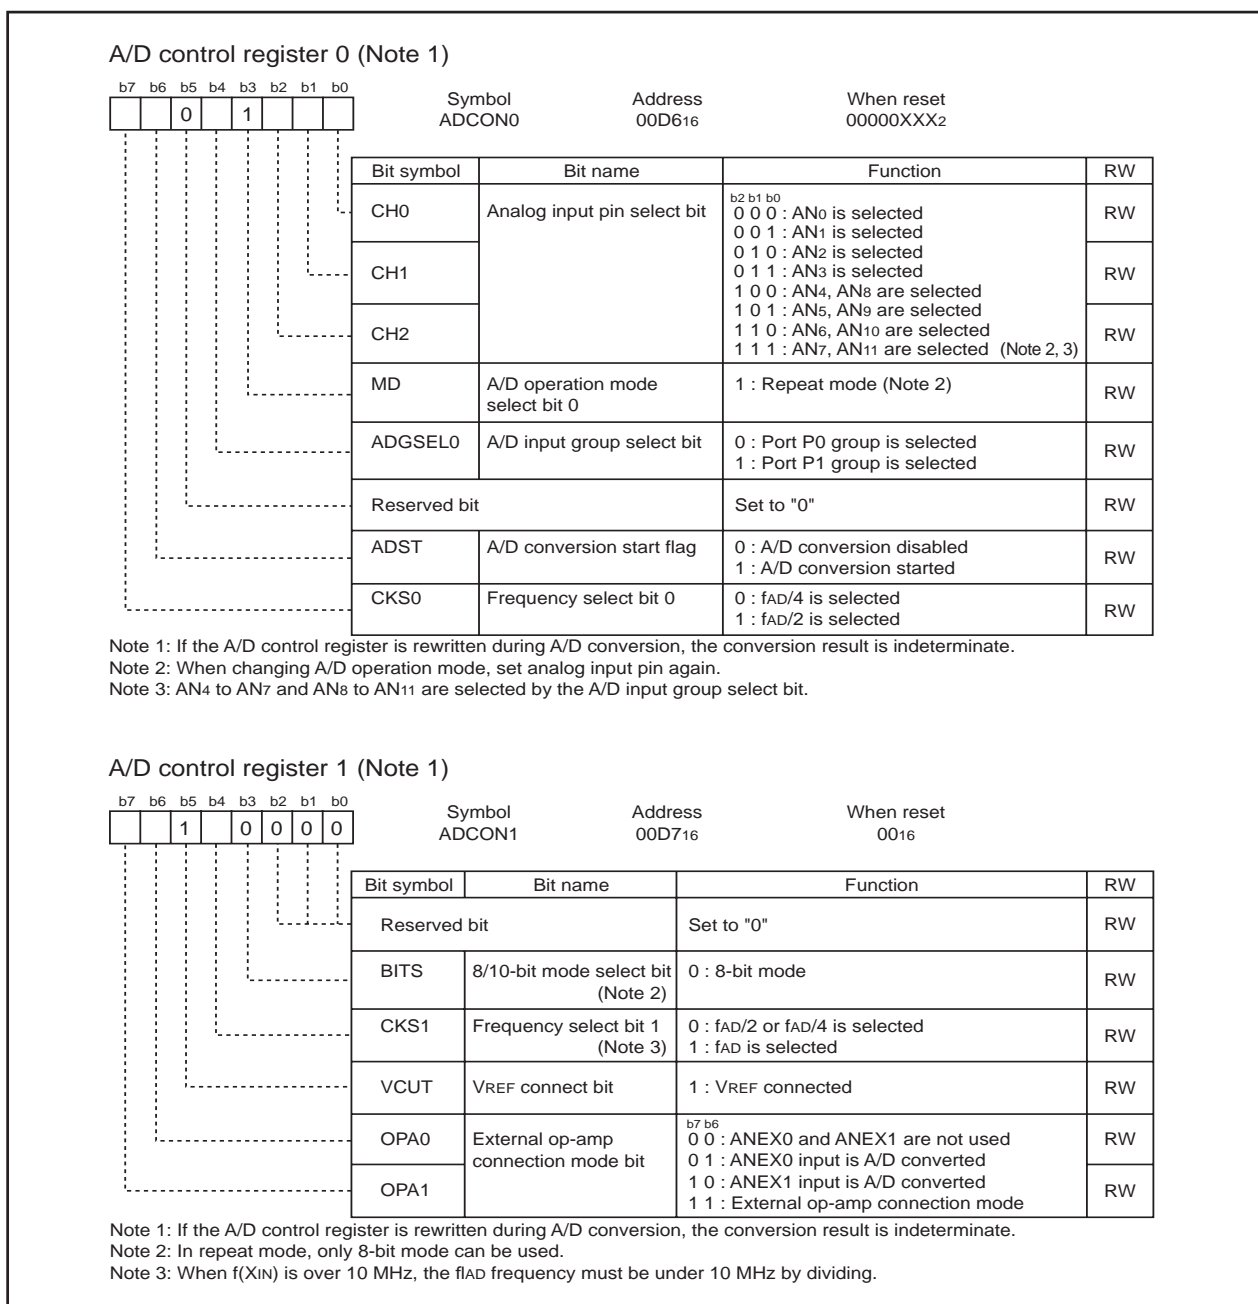 A/D control register 0 (Note 1)
b7 b6 b5 b4 b3 b2 b1 b0
0 1
Symbol Address When reset
ADCON0 00D616 00000XXX2
Bit symbol Bit name Function RW
b2 b1 b0
CH0 Analog input pin select bit 0 0 0 : AN0 is selected RW
0 0 1 : AN1 is selected
0 1 0 : AN2 is selected
CH1 0 1 1 : AN3 is selected RW
1 0 0 : AN4, AN8 are selected
1 0 1 : AN5, AN9 are selected
CH2 1 1 0 : AN6, AN10 are selected RW
1 1 1 : AN7, AN11 are selected (Note 2, 3)
MD A/D operation mode 1 : Repeat mode (Note 2) RW
select bit 0
ADGSEL0 A/D input group select bit 0 : Port P0 group is selected RW
1 : Port P1 group is selected
Reserved bit Set to "0" RW
ADST A/D conversion start flag 0 : A/D conversion disabled RW
1 : A/D conversion started
CKS0 Frequency select bit 0 0 : fAD/4 is selected RW
1 : fAD/2 is selected
Note 1: If the A/D control register is rewritten during A/D conversion, the conversion result is indeterminate.
Note 2: When changing A/D operation mode, set analog input pin again.
Note 3: AN4 to AN7 and AN8 to AN11 are selected by the A/D input group select bit.
A/D control register 1 (Note 1)
b7 b6 b5 b4 b3 b2 b1 b0
1 0 0 0 0
Symbol Address When reset
ADCON1 00D716 0016
Bit symbol Bit name Function RW
Reserved bit Set to "0" RW
BITS 8/10-bit mode select bit 0 : 8-bit mode RW
(Note 2)
CKS1 Frequency select bit 1 0 : fAD/2 or fAD/4 is selected RW
(Note 3) 1 : fAD is selected
VCUT VREF connect bit 1 : VREF connected RW
b7 b6
OPA0 External op-amp 0 0 : ANEX0 and ANEX1 are not used RW
connection mode bit 0 1 : ANEX0 input is A/D converted
OPA1 1 0 : ANEX1 input is A/D converted RW
1 1 : External op-amp connection mode
Note 1: If the A/D control register is rewritten during A/D conversion, the conversion result is indeterminate.
Note 2: In repeat mode, only 8-bit mode can be used.
Note 3: When f(XIN) is over 10 MHz, the flAD frequency must be under 10 MHz by dividing.